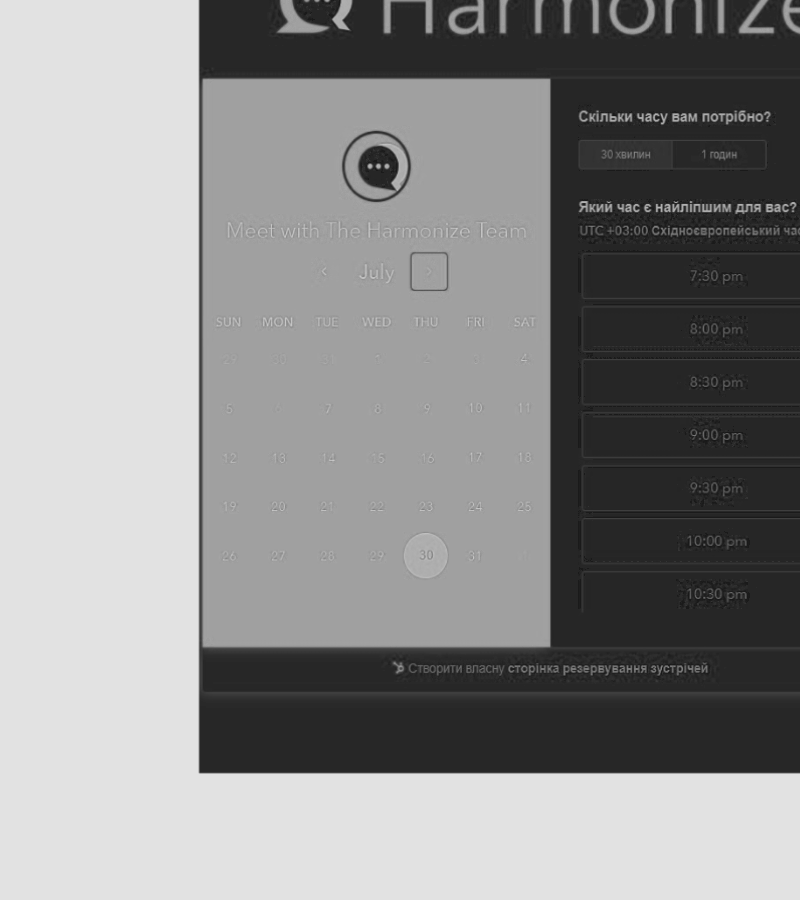 Harmonize
Meet with The Harmonize Team
July
SUN MON TUE WED THU FRI SAT
29 30 31 1 2 3 4
5 6 7 8 9 10 11
12 13 14 15 16 17 18
19 20 21 22 23 24 25
26 27 28 29 30 31
Скільки часу вам потрібно?
30 хвилин 1 годин
Який час є найліпшим для вас?
UTC +03:00 Східноєвропейський
7:30 pm
8:00 pm
8:30 pm
9:00 pm
9:30 pm
10:00 pm
10:30 pm
Створити власну сторінка резервування зустрічей